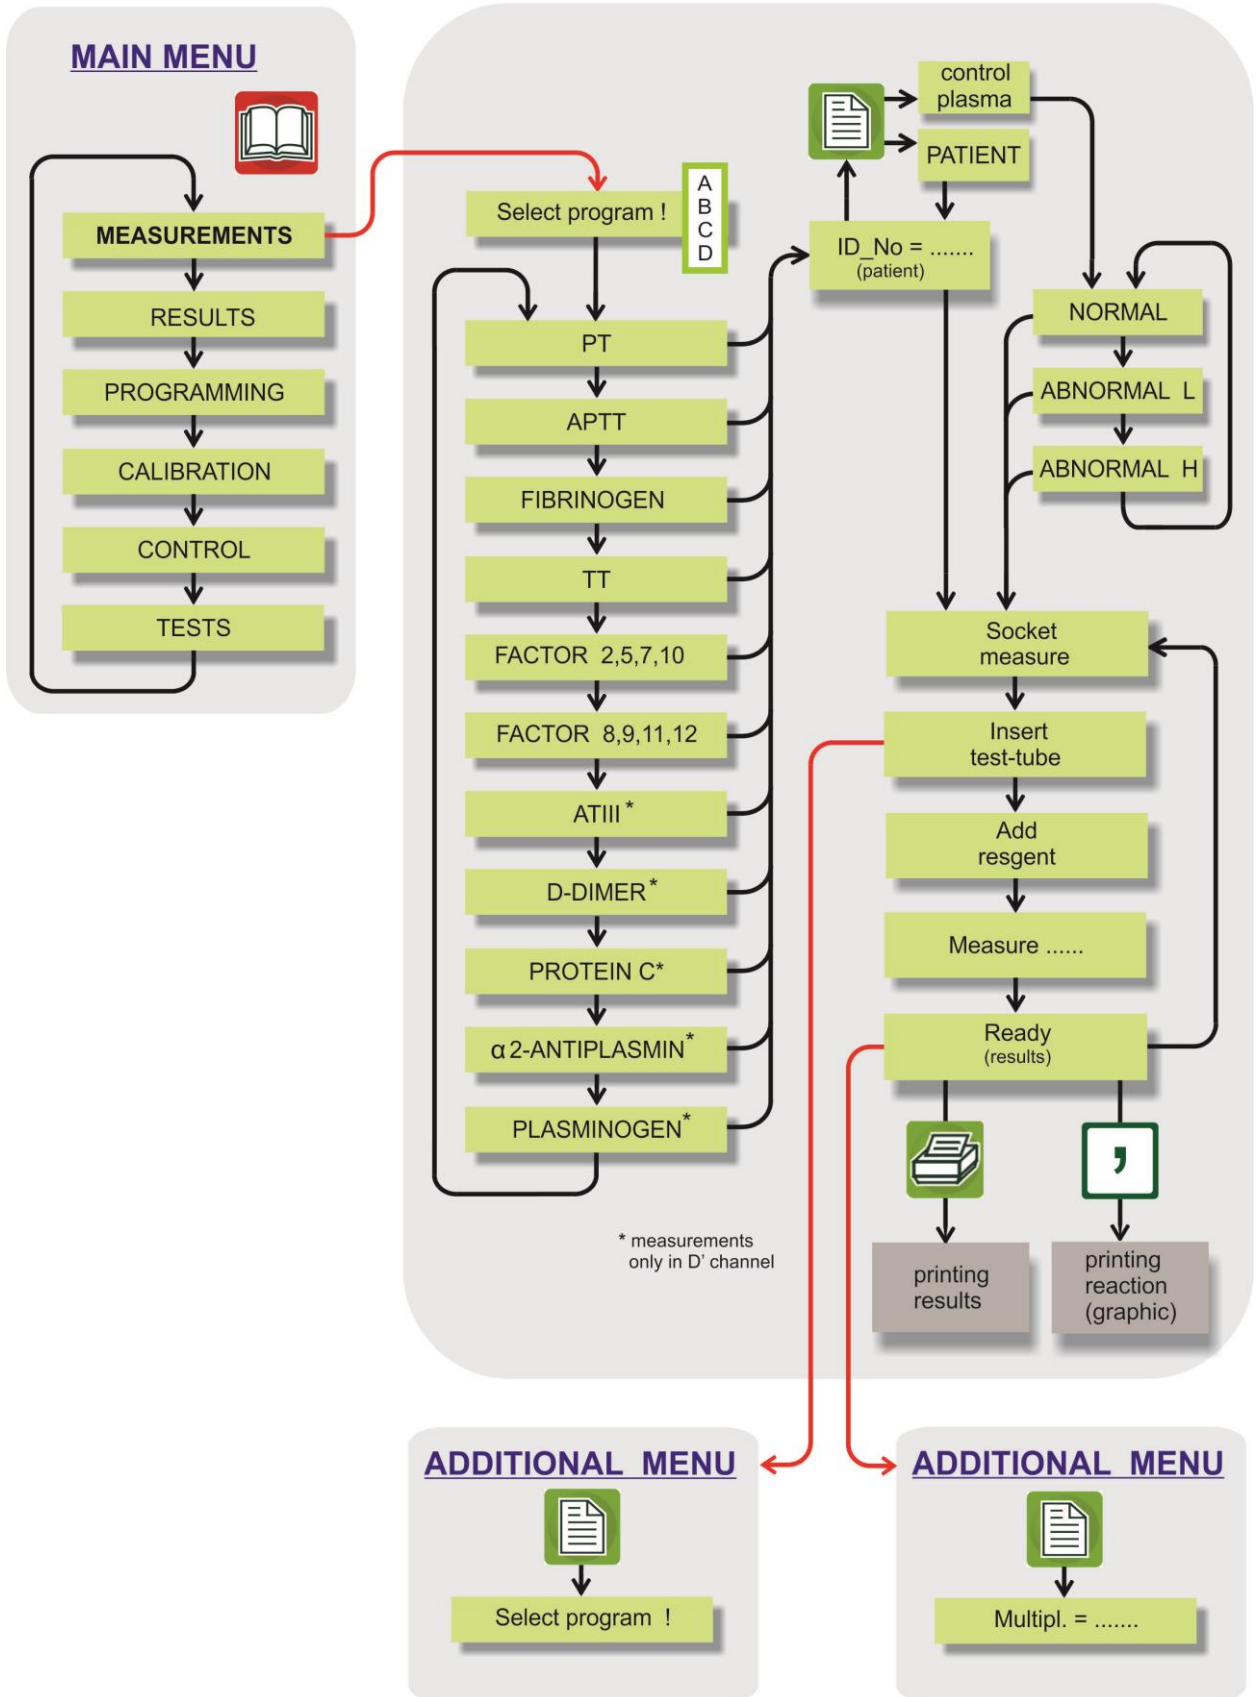 MAIN MENU
MEASUREMENTS
RESULTS
PROGRAMMING
CALIBRATION
CONTROL
TESTS
Select program !
A
B
C
D
PT
APTT
FIBRINOGEN
TT
FACTOR 2,5,7,10
FACTOR 8,9,11,12
ATIII *
D-DIMER *
PROTEIN C*
α2-ANTIPLASMIN *
PLASMINOGEN *
* measurements
only in D' channel
control
plasma
PATIENT
ID_No = .......
(patient)
NORMAL
ABNORMAL L
ABNORMAL H
Socket
measure
Insert
test-tube
Add
resgent
Measure ......
Ready
(results)
,
printing
results
printing
reaction
(graphic)
ADDITIONAL MENU
Select program !
ADDITIONAL MENU
Multipl. = .......